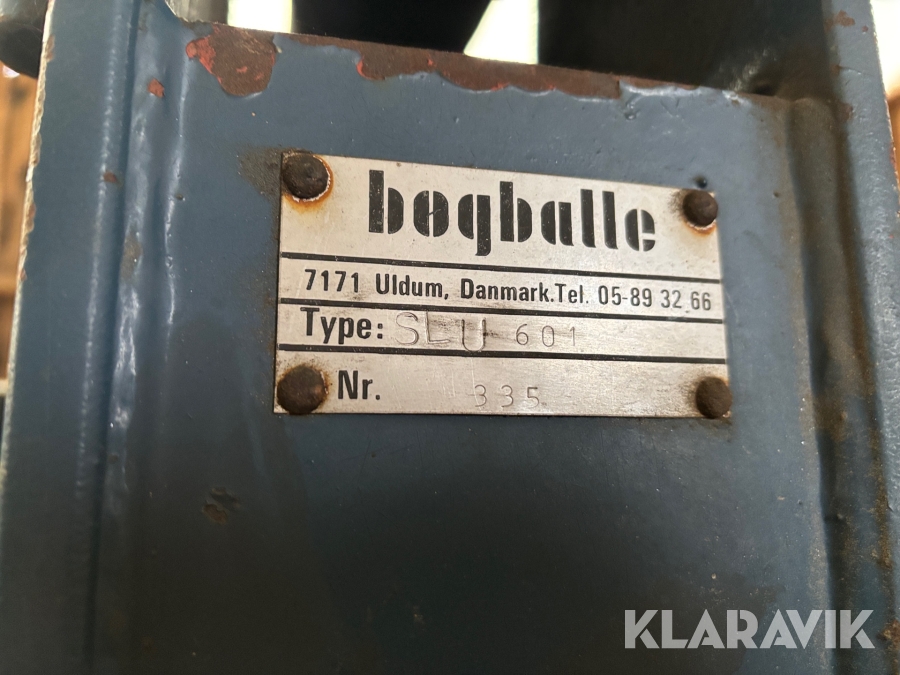 bogballe
7171 Uldum, Danmark.Tel. 05-89 32 66
Type: SLU 601
Nr. 335
KLARAVIK